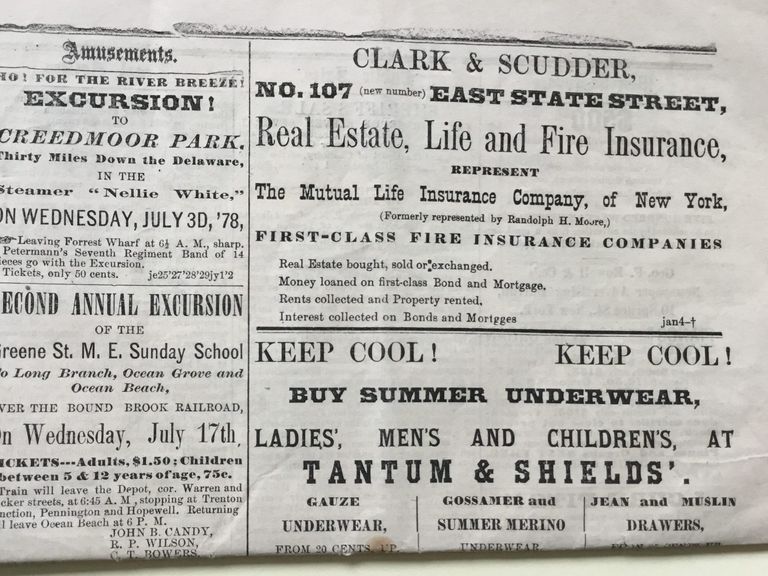 Amusements.
HO! FOR THE RIVER BREEZE!
EXCURSION!
TO
CREEDMOOR PARK.
Thirty Miles Down the Delaware,
IN THE
Steamer "Nellie White,"
ON WEDNESDAY, JULY 3D, '78,
Leaving Forrest Wharf at 6½ A. M., sharp.
Petermann's Seventh Regiment Band of 14
ieces go with the Excursion.
Tickets, only 50 cents. je25'27'28'29jy1'2
SECOND ANNUAL EXCURSION
OF THE
Greene St. M. E. Sunday School
To Long Branch, Ocean Grove and
Ocean Beach,
VER THE BOUND BROOK RAILROAD,
On Wednesday, July 17th,
ICKETS---Adults, $1.50; Children
between 5 & 12 years of age, 75c.
Train will leave the Depot, cor. Warren and
cker streets, at 6:45 A. M., stopping at Trenton
nction, Pennington and Hopewell. Returning
ll leave Ocean Beach at 6 P. M.
JOHN B. CANDY,
R. P. WILSON,
C. T. BOWERS,
CLARK & SCUDDER,
NO. 107 (new number) EAST STATE STREET,
Real Estate, Life and Fire Insurance,
REPRESENT
The Mutual Life Insurance Company, of New York,
(Formerly represented by Randolph H. Moore,)
FIRST-CLASS FIRE INSURANCE COMPANIES
Real Estate bought, sold or exchanged.
Money loaned on first-class Bond and Mortgage.
Rents collected and Property rented,
Interest collected on Bonds and Mortgges jan4-†
KEEP COOL! KEEP COOL!
BUY SUMMER UNDERWEAR,
LADIES', MEN'S AND CHILDREN'S, AT
TANTUM & SHIELDS'.
GAUZE
UNDERWEAR,
FROM 20 CENTS. UP.
GOSSAMER and
SUMMER MERINO
UNDERWEAR
JEAN and MUSLIN
DRAWERS,